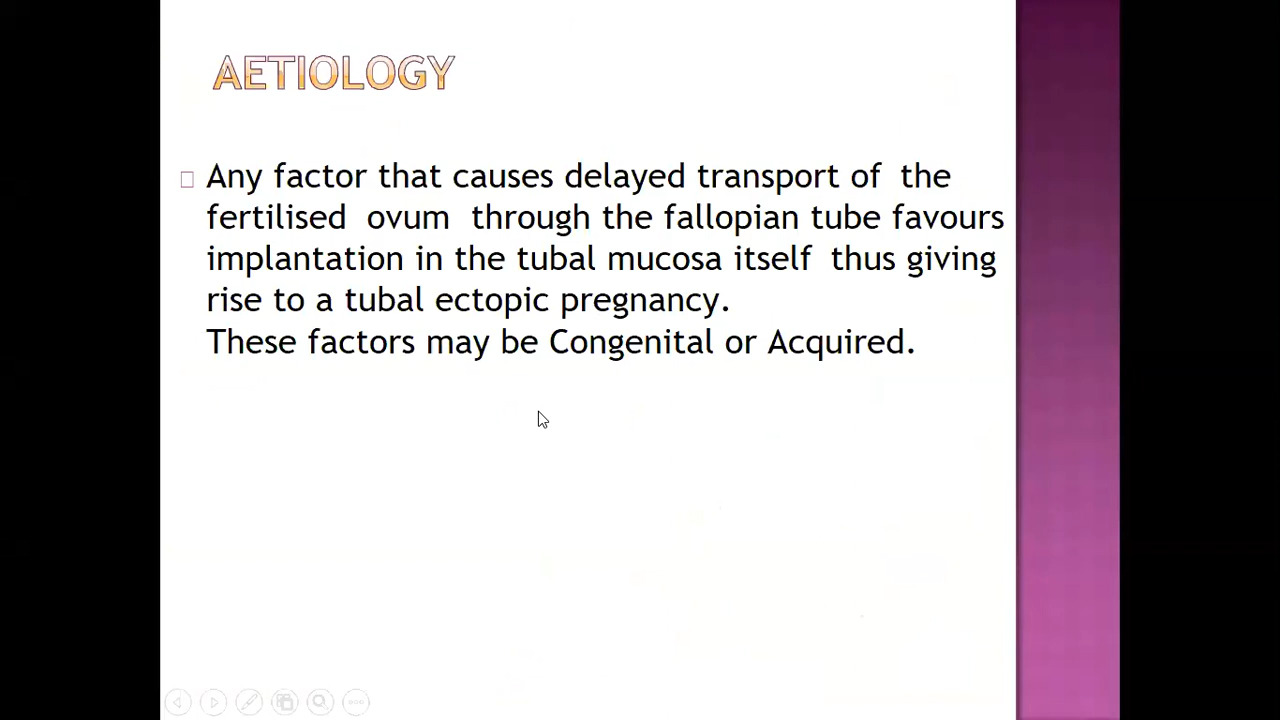 AETIOLOGY
Any factor that causes delayed transport of the
fertilised ovum through the fallopian tube favours
implantation in the tubal mucosa itself thus giving
rise to a tubal ectopic pregnancy.
These factors may be Congenital or Acquired.